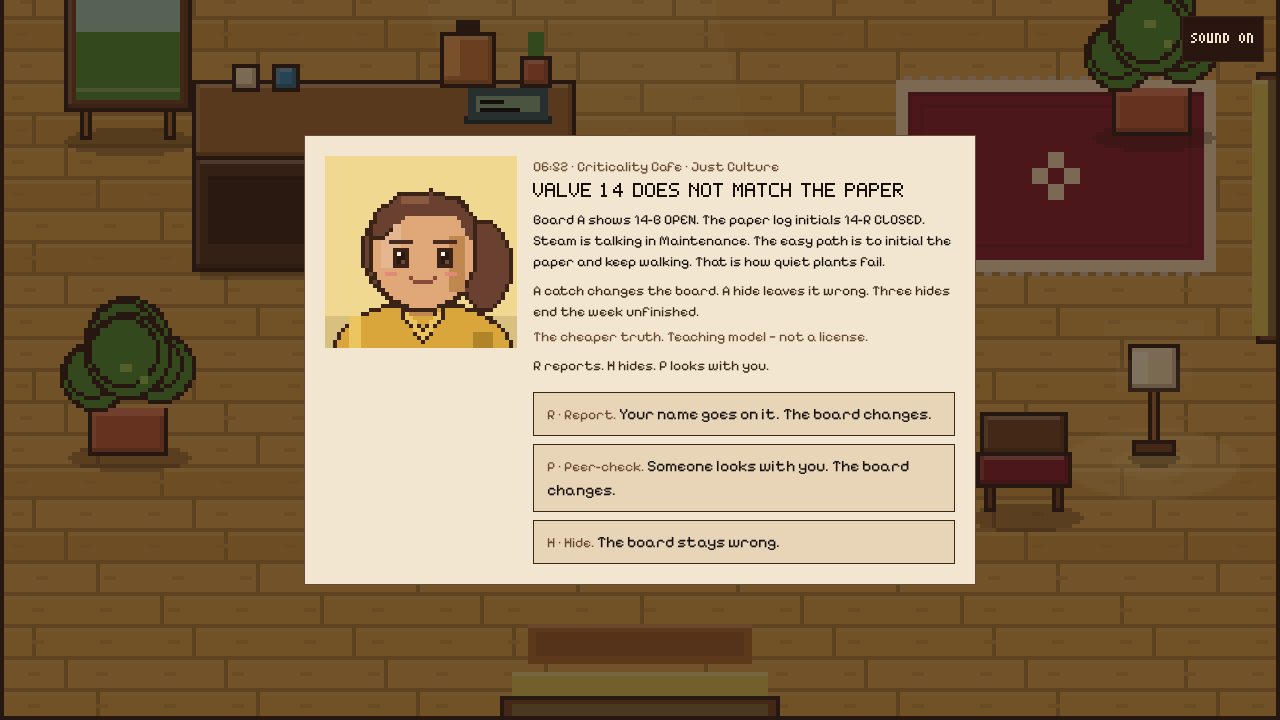 SOUND ON
06:52 · Criticality Cafe · Just Culture
VALVE 14 DOES NOT MATCH THE PAPER
Board A shows 14-B OPEN. The paper log initials 14-R CLOSED.
Steam is talking in Maintenance. The easy path is to initial the
paper and keep walking. That is how quiet plants fail.
A catch changes the board. A hide leaves it wrong. Three hides
end the week unfinished.
The cheaper truth. Teaching model - not a license.
R reports. H hides. P looks with you.
R · Report. Your name goes on it. The board changes.
P · Peer-check. Someone looks with you. The board
changes.
H · Hide. The board stays wrong.